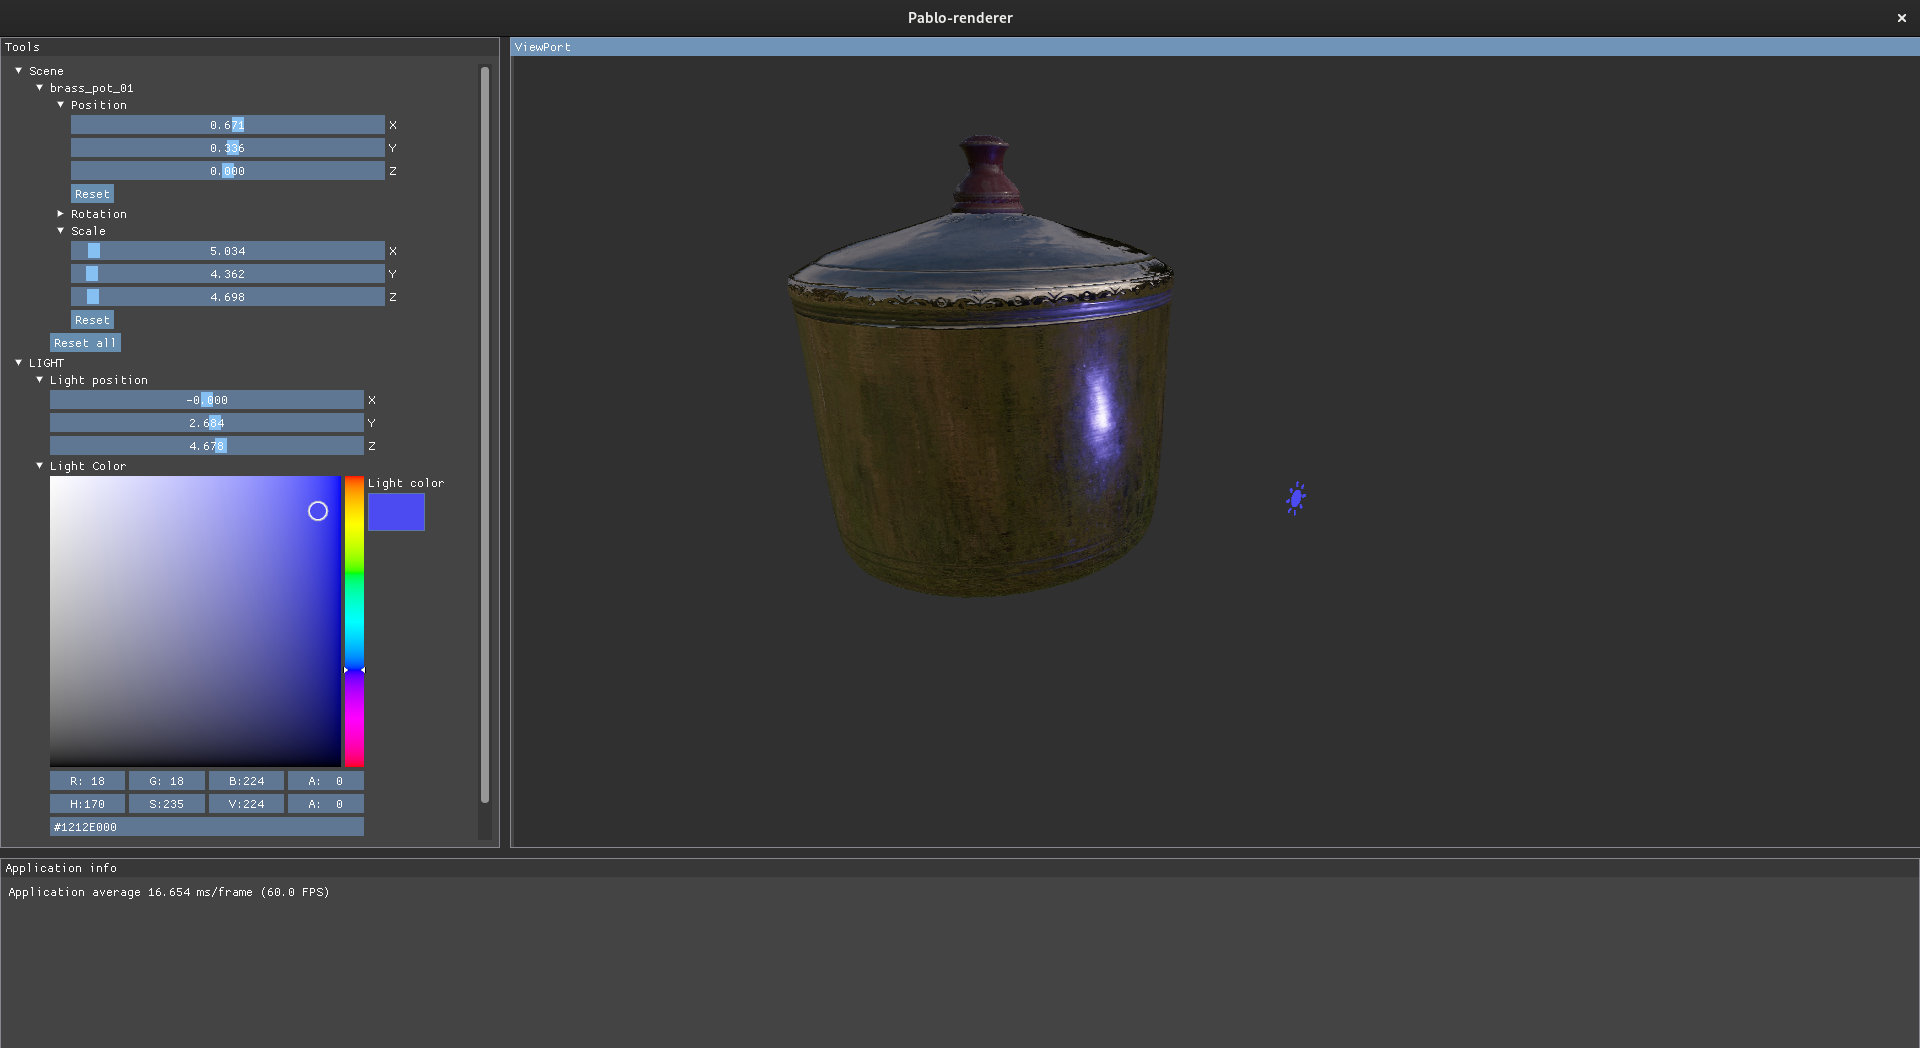 Pablo-renderer
Tools
Scene
brass_pot_01
Position
0.671 X
0.336 Y
0.000 Z
Reset
Rotation
Scale
5.034 X
4.362 Y
4.698 Z
Reset
Reset all
LIGHT
Light position
-0.000 X
2.684 Y
4.678 Z
Light Color
Light color
R: 18 G: 18 B:224 A: 0
H:170 S:235 V:224 A: 0
#1212E000
ViewPort
Application info
Application average 16.654 ms/frame (60.0 FPS)